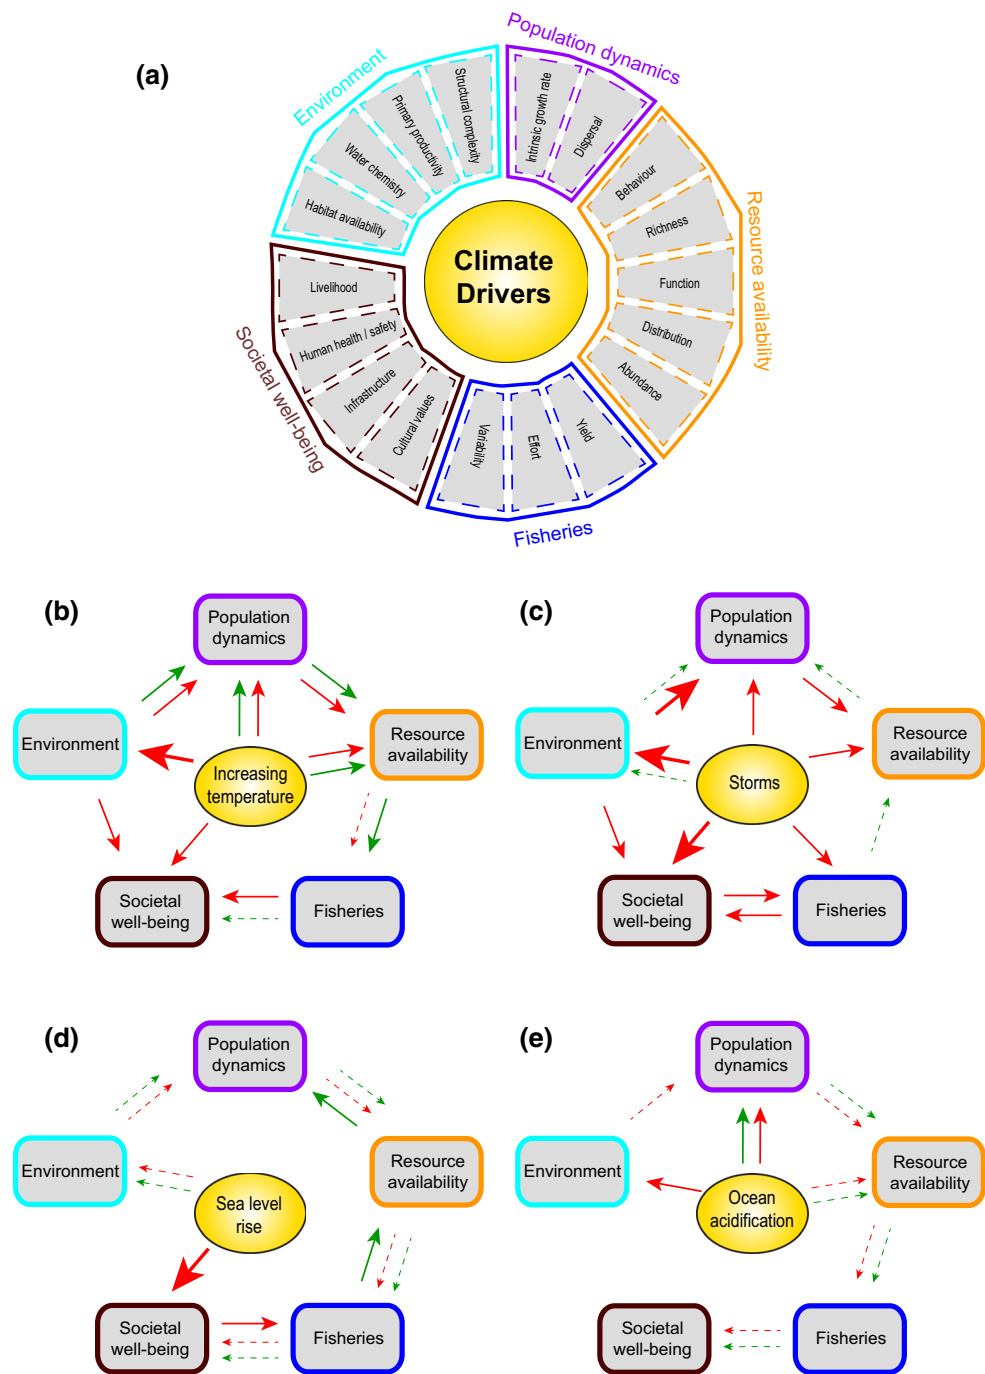 (a)
Environment
Population dynamics
Resource availability
Fisheries
Societal well-being
Habitat availability
Water chemistry
Primary productivity
Structural complexity
Intrinsic growth rate
Dispersal
Behaviour
Richness
Function
Distribution
Abundance
Yield
Effort
Variability
Cultural values
Infrastructure
Human health / safety
Livelihood
Climate
Drivers
(b)
Population
dynamics
Environment
Resource
availability
Increasing
temperature
Societal
well-being
Fisheries
(c)
Population
dynamics
Environment
Resource
availability
Storms
Societal
well-being
Fisheries
(d)
Population
dynamics
Environment
Resource
availability
Sea level
rise
Societal
well-being
Fisheries
(e)
Population
dynamics
Environment
Resource
availability
Ocean
acidification
Societal
well-being
Fisheries